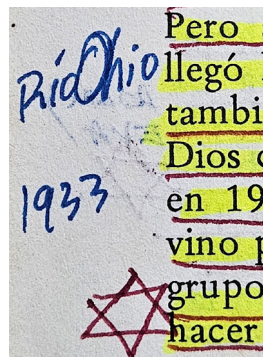 Pero
RíoOhio
llegó
tambi
Dios
en 19
1933
vino p
grupo
hacer